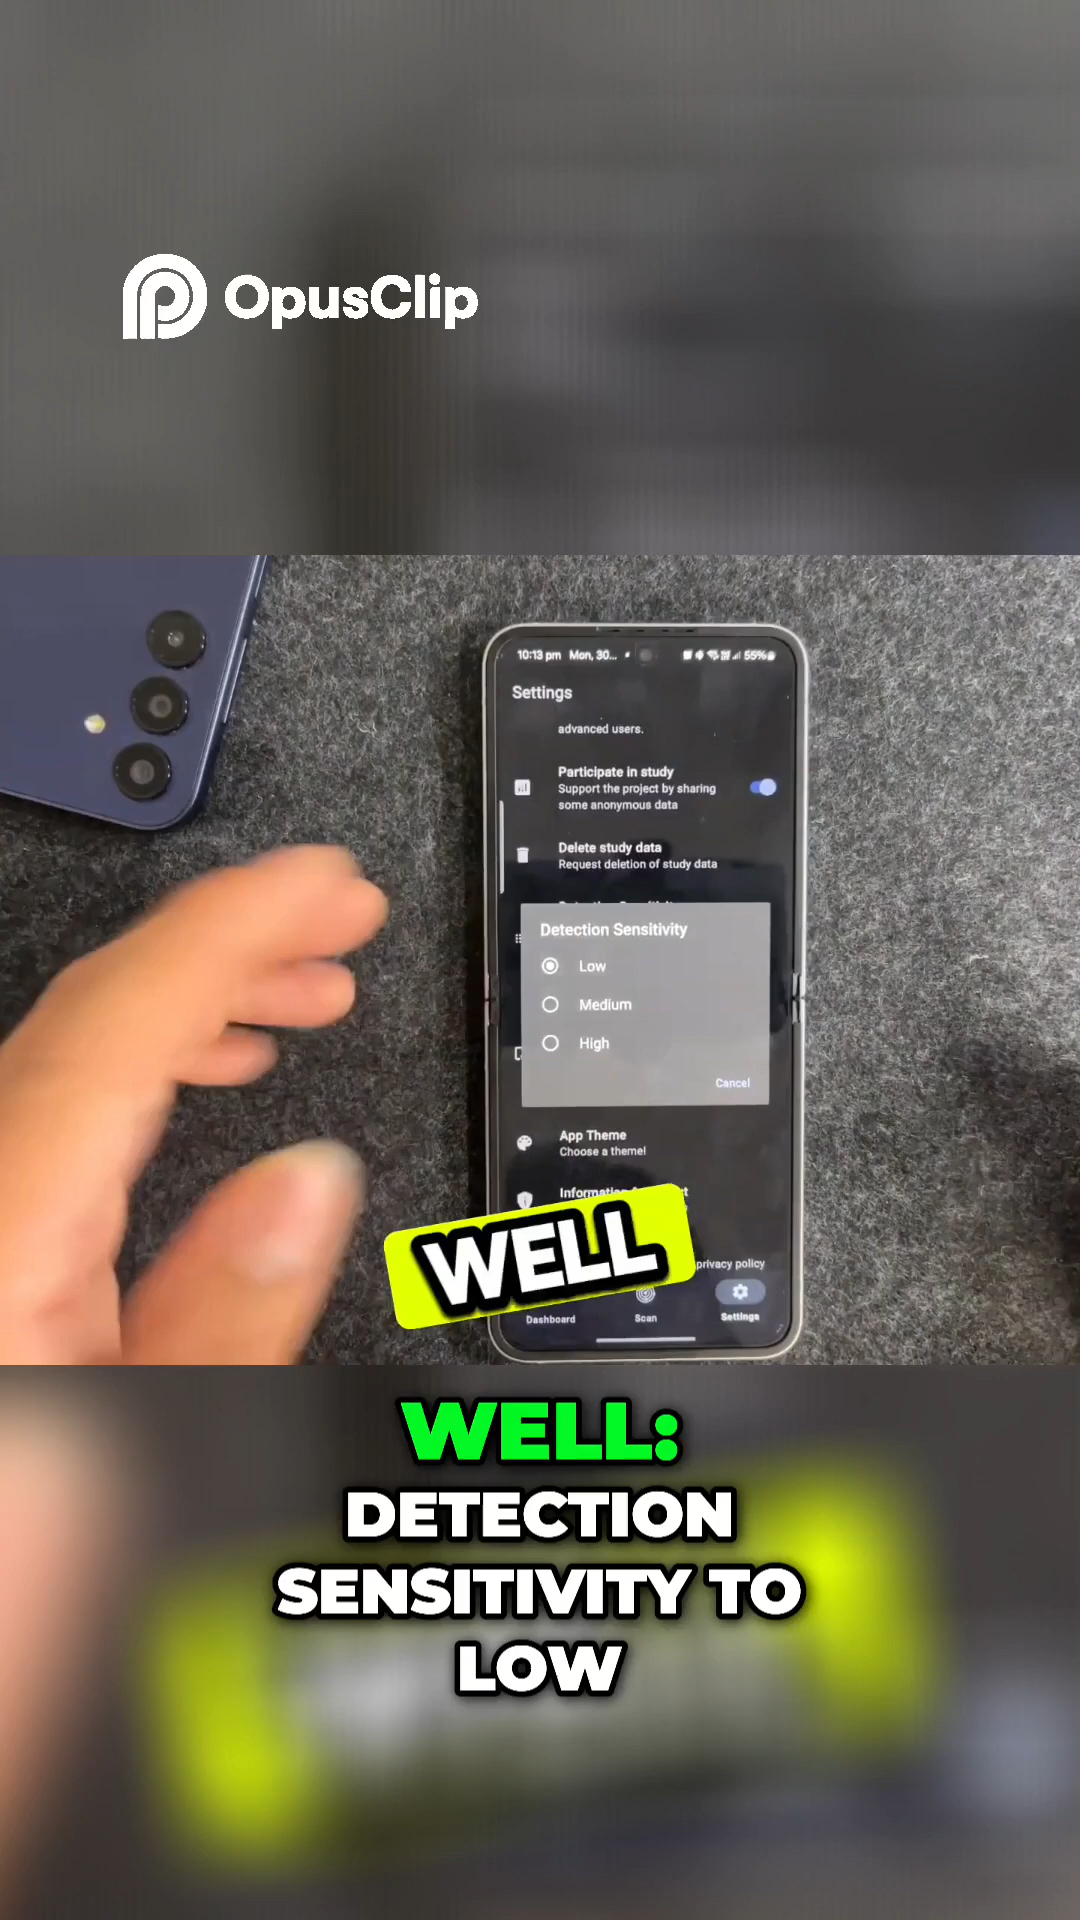 OpusClip
10:13 pm Mon, 30... 55%
Settings
advanced users.
Participate in study
Support the project by sharing
some anonymous data
Delete study data
Request deletion of study data
Detection Sensitivity
Low
Medium
High
Cancel
App Theme
Choose a theme!
WELL
privacy policy
Dashboard
Scan
Settings
WELL:
DETECTION
SENSITIVITY TO
LOW